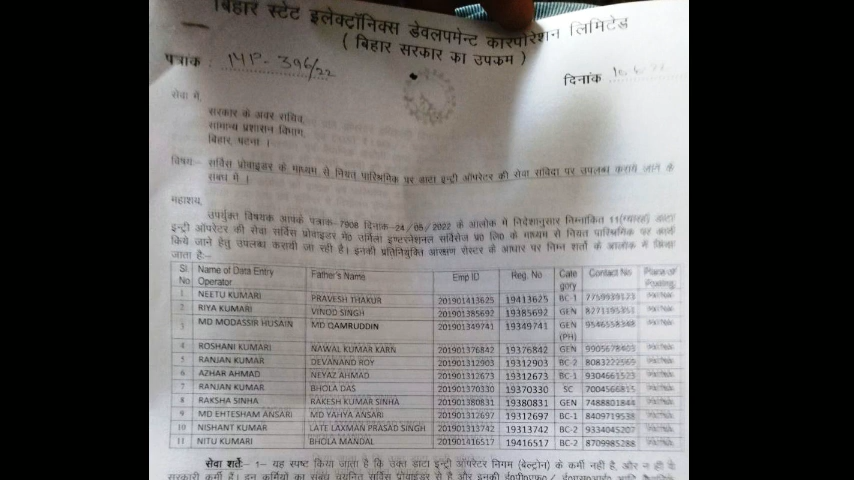 बिहार स्टेट इलेक्ट्रॉनिक्स डेवलपमेन्ट कारपोरेशन लिमिटेड
( बिहार सरकार का उपक्रम )
पत्रांक : MP-396/22
दिनांक
सेवा में,
सरकार के अवर सचिव,
सामान्य प्रशासन विभाग,
बिहार, पटना ।
विषयः- सर्विस प्रोवाइडर के माध्यम से नियत पारिश्रमिक पर डाटा इन्ट्री ऑपरेटर की सेवा संविदा पर उपलब्ध कराये जाने के
संबंध में ।
महाशय,
उपर्युक्त विषयक आपके पत्रांक-7908 दिनांक-24/05/2022 के आलोक में निदेशानुसार निम्नांकित 11(ग्यारह) डाटा
इन्ट्री ऑपरेटर की सेवा सर्विस प्रोवाईडर मे0 उर्मिला इण्टरनेशनल सर्विसेज प्रा0 लि0 के माध्यम से नियत पारिश्रमिक पर कार्य
किये जाने हेतु उपलब्ध करायी जा रही है। इनकी प्रतिनियुक्ति आरक्षण रोस्टर के आधार पर निम्न शर्तो के आलोक में किया
जाता है:-
Sl No Name of Data Entry Operator Father's Name Emp ID Reg. No Category Contact No Place of Posting
1 NEETU KUMARI PRAVESH THAKUR 201901413625 19413625 BC-1 7759939123
2 RIYA KUMARI VINOD SINGH 201901385692 19385692 GEN 8271195351
3 MD MODASSIR HUSAIN MD QAMRUDDIN 201901349741 19349741 GEN (PH) 9546558348
4 ROSHANI KUMARI NAWAL KUMAR KARN 201901376842 19376842 GEN 9905678403
5 RANJAN KUMAR DEVANAND ROY 201901312903 19312903 BC-2 8083222569
6 AZHAR AHMAD NEYAZ AHMAD 201901312673 19312673 BC-1 9304661523
7 RANJAN KUMAR BHOLA DAS 201901370330 19370330 SC 7004566815
8 RAKSHA SINHA RAKESH KUMAR SINHA 201901380831 19380831 GEN 7488801844
9 MD EHTESHAM ANSARI MD YAHYA ANSARI 201901312697 19312697 BC-1 8409719538
10 NISHANT KUMAR LATE LAXMAN PRASAD SINGH 201901313742 19313742 BC-2 9334045207
11 NITU KUMARI BHOLA MANDAL 201901416517 19416517 BC-2 8709985288
सेवा शर्तेः- 1- यह स्पष्ट किया जाता है कि उक्त डाटा इन्ट्री ऑपरेटर निगम (बेल्ट्रॉन) के कर्मी नहीं है, और न ही ये
सरकारी कर्मी हैं। इन कर्मियों का संबंध चयनित सर्विस प्रोवाइडर से है और इनकी ई0पी0एफ0/